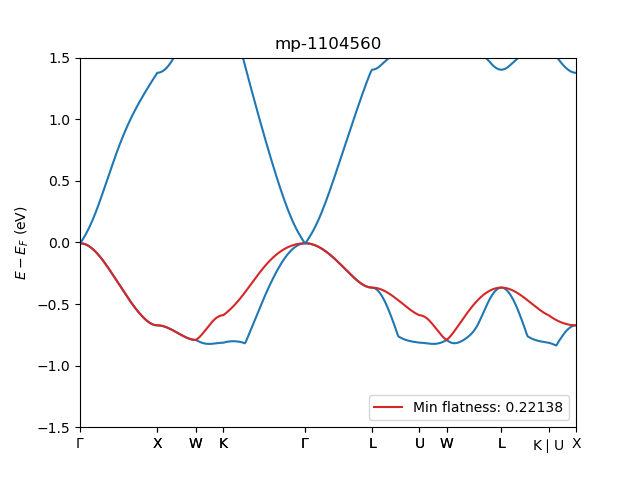 mp-1104560
E − E_F (eV)
1.5
1.0
0.5
0.0
−0.5
−1.0
−1.5
Min flatness: 0.22138
Γ X W K Γ L U W L K | U X